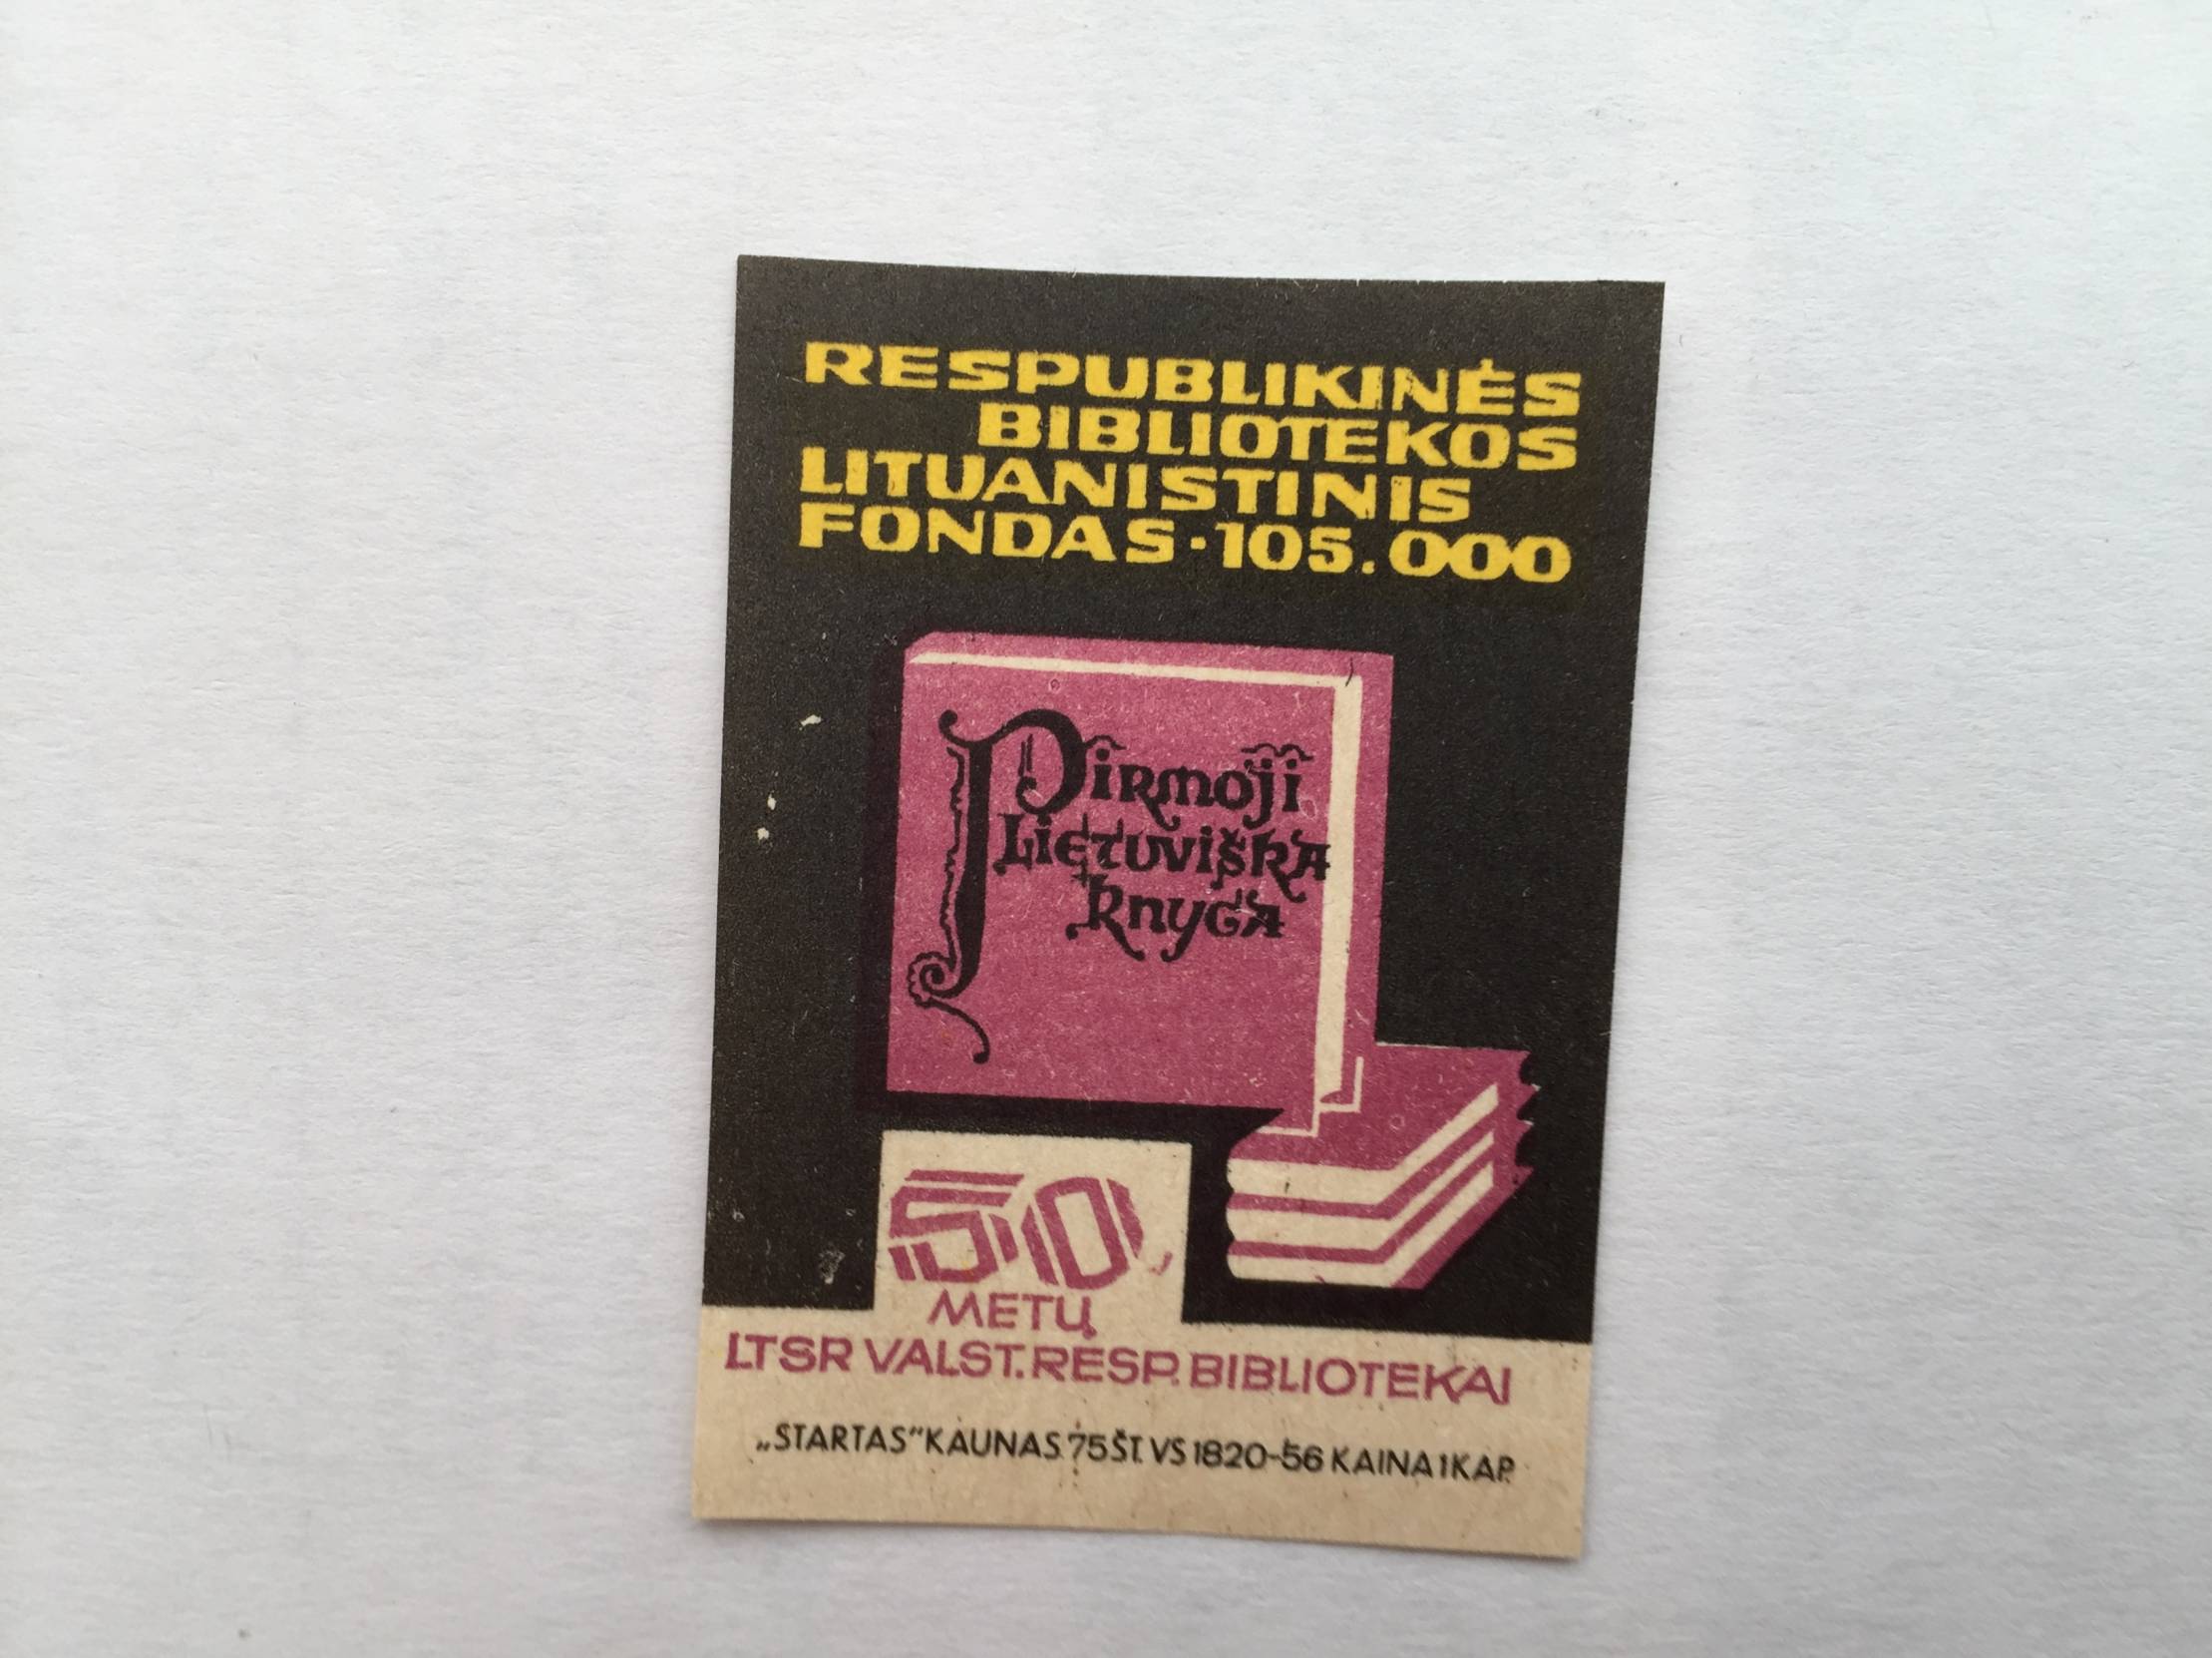 RESPUBLIKINĖS
BIBLIOTEKOS
LITUANISTINIS
FONDAS·105.000
Pirmoji
Lietuviška
knyga
50
METŲ
LTSR VALST. RESP. BIBLIOTEKAI
„STARTAS“ KAUNAS 75 ŠT. VS 1820-56 KAINA 1 KAP.